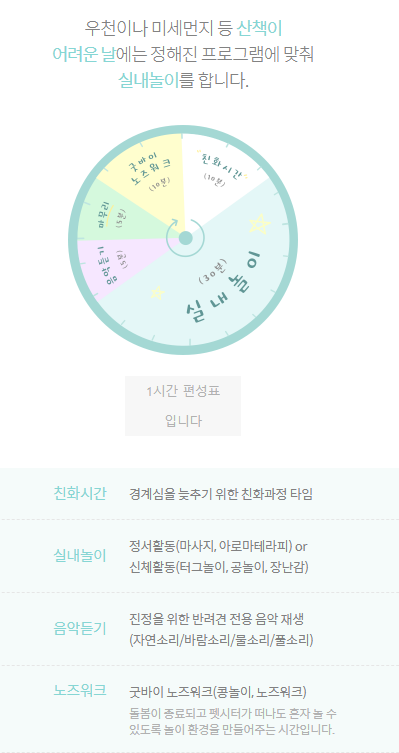 우천이나 미세먼지 등 산책이
어려운 날에는 정해진 프로그램에 맞춰
실내놀이를 합니다.
친화시간
(10분)
실내놀이
(30분)
음악듣기
(5분)
마무리
(5분)
굿바이
노즈워크
(10분)
1시간 편성표
입니다
친화시간
경계심을 늦추기 위한 친화과정 타임
실내놀이
정서활동(마사지, 아로마테라피) or
신체활동(터그놀이, 공놀이, 장난감)
음악듣기
진정을 위한 반려견 전용 음악 재생
(자연소리/바람소리/물소리/풀소리)
노즈워크
굿바이 노즈워크(콩놀이, 노즈워크)
돌봄이 종료되고 펫시터가 떠나도 혼자 놀 수
있도록 놀이 환경을 만들어주는 시간입니다.